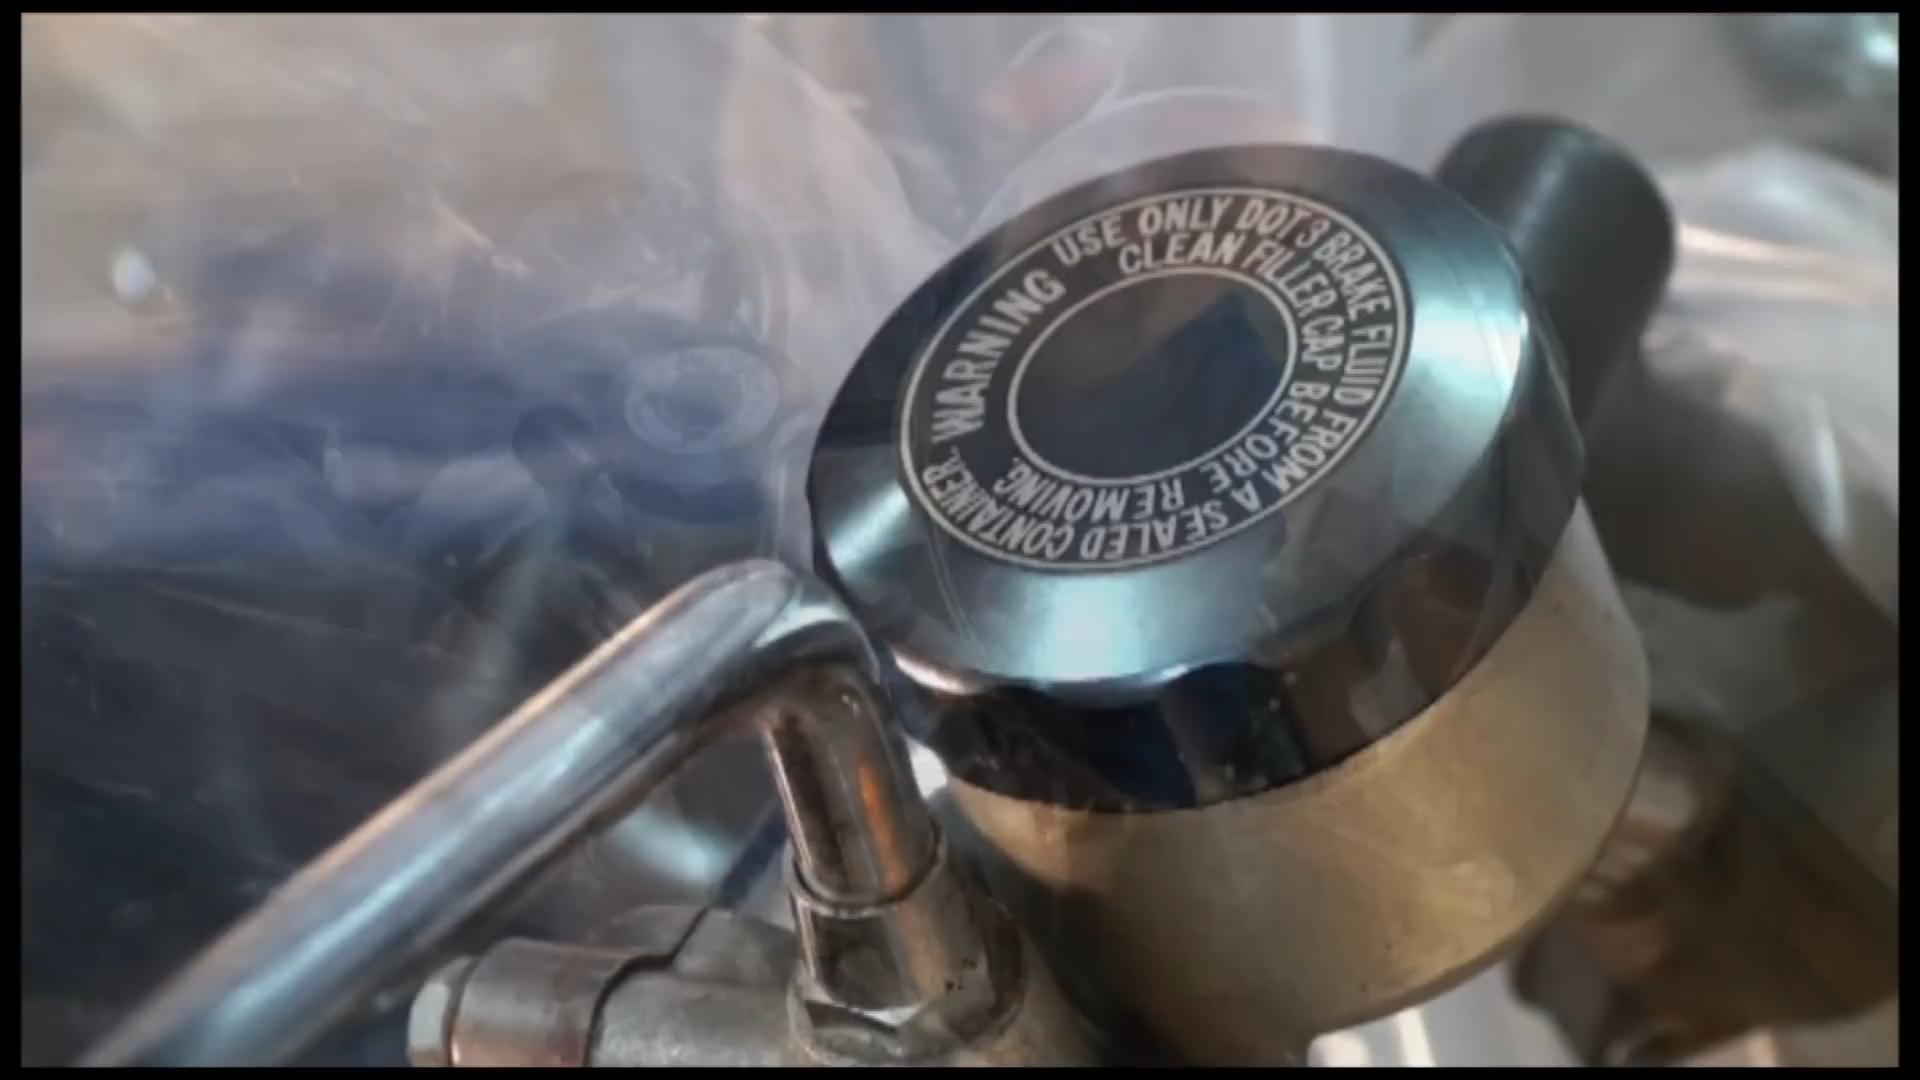 WARNING USE ONLY DOT 3 BRAKE FLUID FROM A SEALED CONTAINER.
CLEAN FILLER CAP BEFORE REMOVING.